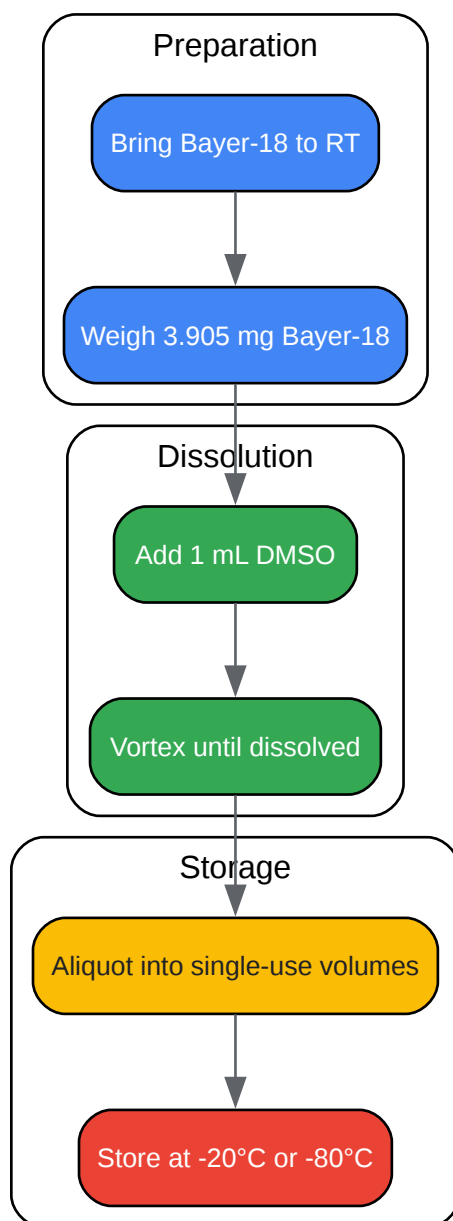 Preparation
Bring Bayer-18 to RT
Weigh 3.905 mg Bayer-18
Dissolution
Add 1 mL DMSO
Vortex until dissolved
Storage
Aliquot into single-use volumes
Store at -20°C or -80°C